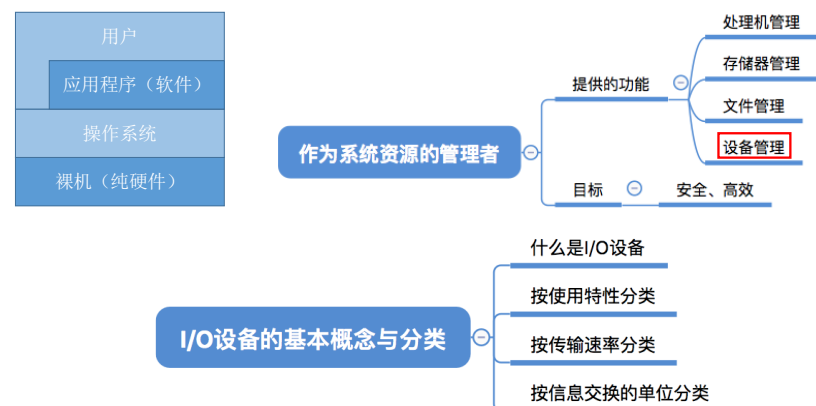 用户
应用程序（软件）
操作系统
裸机（纯硬件）
作为系统资源的管理者
提供的功能
处理机管理
存储器管理
文件管理
设备管理
目标
安全、高效
I/O设备的基本概念与分类
什么是I/O设备
按使用特性分类
按传输速率分类
按信息交换的单位分类